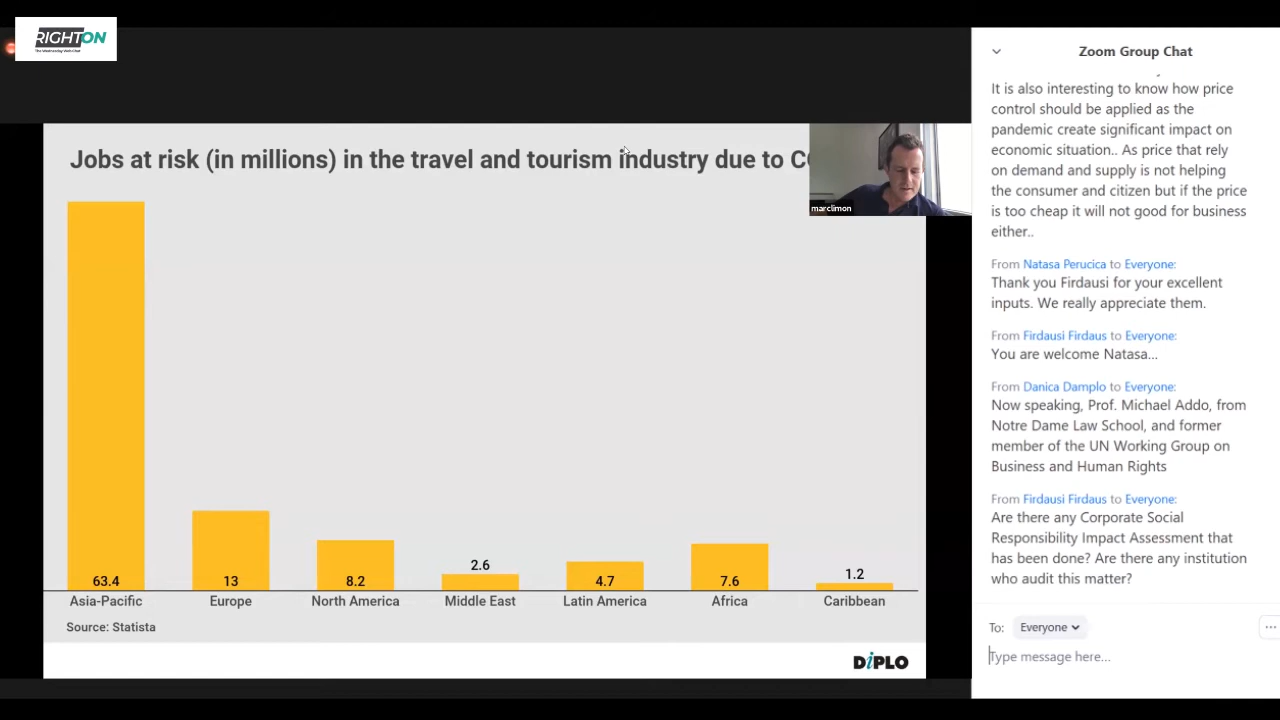 RIGHTON
The Wednesday Web Chat
Jobs at risk (in millions) in the travel and tourism industry due to C
marclimon
63.4
13
8.2
2.6
4.7
7.6
1.2
Asia-Pacific
Europe
North America
Middle East
Latin America
Africa
Caribbean
Source: Statista
DiPLO
Zoom Group Chat
It is also interesting to know how price
control should be applied as the
pandemic create significant impact on
economic situation.. As price that rely
on demand and supply is not helping
the consumer and citizen but if the price
is too cheap it will not good for business
either..
From Natasa Perucica to Everyone:
Thank you Firdausi for your excellent
inputs. We really appreciate them.
From Firdausi Firdaus to Everyone:
You are welcome Natasa...
From Danica Damplo to Everyone:
Now speaking, Prof. Michael Addo, from
Notre Dame Law School, and former
member of the UN Working Group on
Business and Human Rights
From Firdausi Firdaus to Everyone:
Are there any Corporate Social
Responsibility Impact Assessment that
has been done? Are there any institution
who audit this matter?
To: Everyone
Type message here...